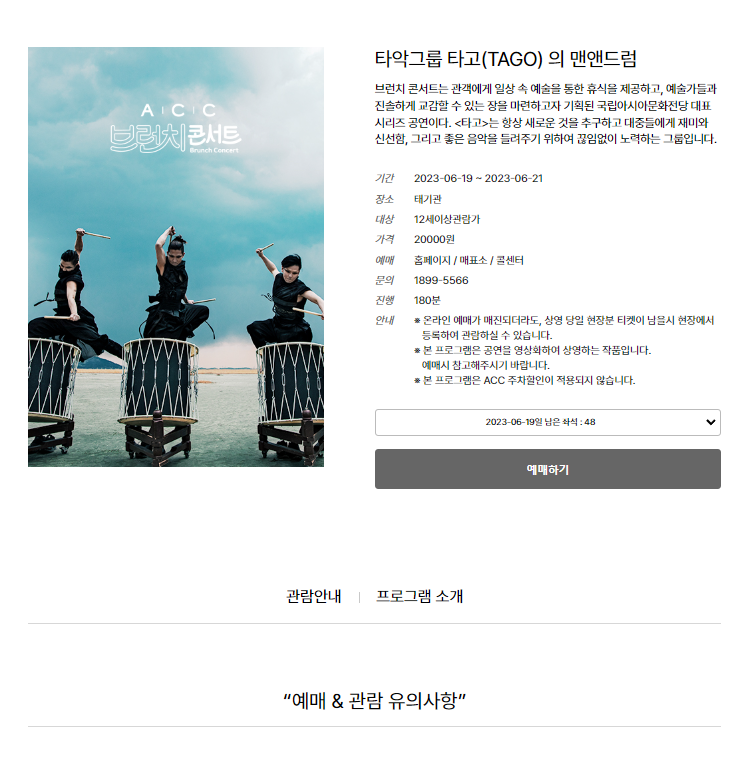 A C C
브런치 콘서트
Brunch Concert
타악그룹 타고(TAGO) 의 맨앤드럼
브런치 콘서트는 관객에게 일상 속 예술을 통한 휴식을 제공하고, 예술가들과
진솔하게 교감할 수 있는 장을 마련하고자 기획된 국립아시아문화전당 대표
시리즈 공연이다. <타고>는 항상 새로운 것을 추구하고 대중들에게 재미와
신선함, 그리고 좋은 음악을 들려주기 위하여 끊임없이 노력하는 그룹입니다.
기간 2023-06-19 ~ 2023-06-21
장소 태기관
대상 12세이상관람가
가격 20000원
예매 홈페이지 / 매표소 / 콜센터
문의 1899-5566
진행 180분
안내 ※ 온라인 예매가 매진되더라도, 상영 당일 현장분 티켓이 남을시 현장에서
등록하여 관람하실 수 있습니다.
※ 본 프로그램은 공연을 영상화하여 상영하는 작품입니다.
예매시 참고해주시기 바랍니다.
※ 본 프로그램은 ACC 주차할인이 적용되지 않습니다.
2023-06-19일 남은 좌석 : 48
예매하기
관람안내 | 프로그램 소개
“예매 & 관람 유의사항”